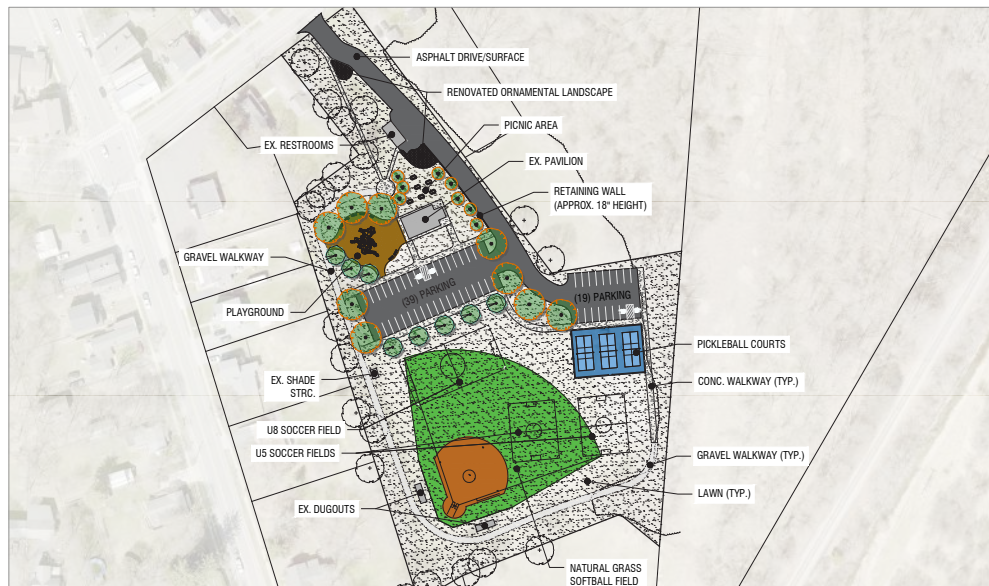 ASPHALT DRIVE/SURFACE
RENOVATED ORNAMENTAL LANDSCAPE
PICNIC AREA
EX. RESTROOMS
EX. PAVILION
RETAINING WALL
(APPROX. 18" HEIGHT)
GRAVEL WALKWAY
PLAYGROUND
(39) PARKING
(19) PARKING
PICKLEBALL COURTS
CONC. WALKWAY (TYP.)
EX. SHADE
STRC.
U8 SOCCER FIELD
U5 SOCCER FIELDS
GRAVEL WALKWAY (TYP.)
LAWN (TYP.)
EX. DUGOUTS
NATURAL GRASS
SOFTBALL FIELD